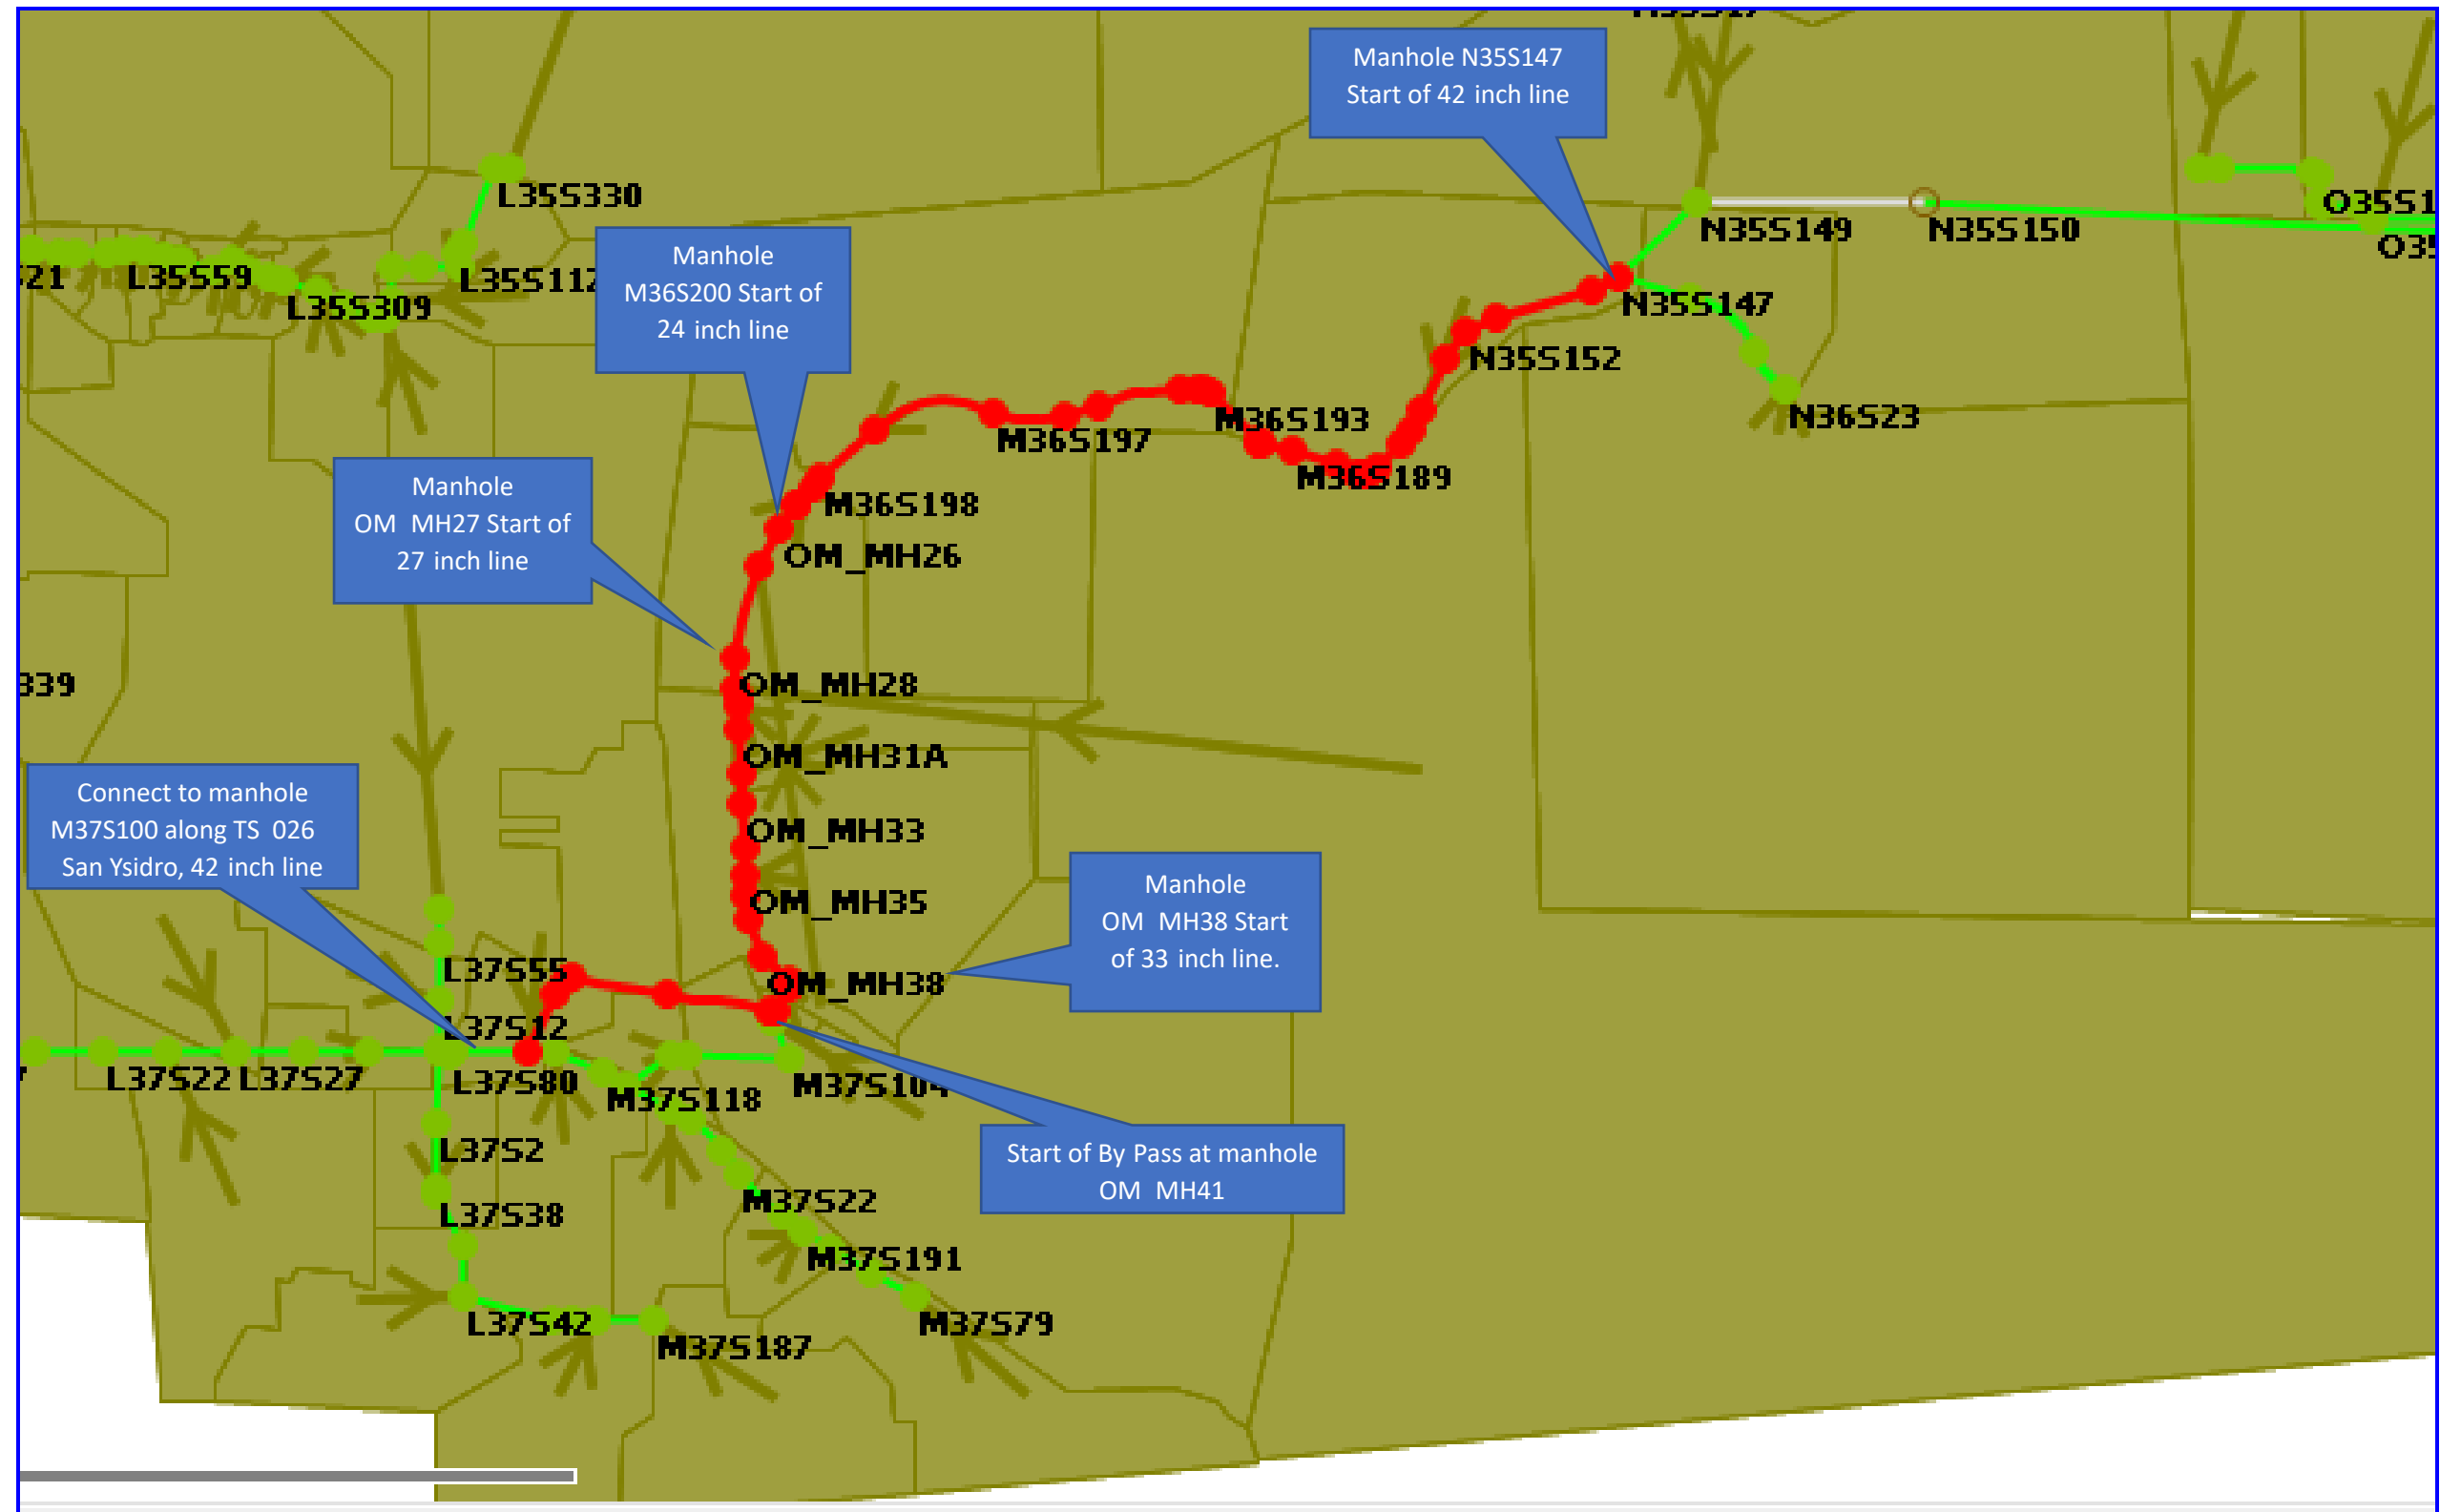 Manhole N35S147
Start of 42 inch line
L35S330
O35S1
N35S149
N35S150
Manhole
M36S200 Start of
24 inch line
L35S59
L35S112
L35S309
N35S147
N35S152
N36S23
M36S193
M36S197
M36S189
Manhole
OM MH27 Start of
27 inch line
M36S198
OM_MH26
OM_MH28
339
OM_MH31A
Connect to manhole
M37S100 along TS 026
San Ysidro, 42 inch line
OM_MH33
OM_MH35
Manhole
OM MH38 Start
of 33 inch line.
L37S55
OM_MH38
L37S12
L37S22
L37S27
L37S80
M37S118
M37S104
L37S2
Start of By Pass at manhole
OM MH41
M37S22
L37S38
M37S191
L37S42
M37S79
M37S187